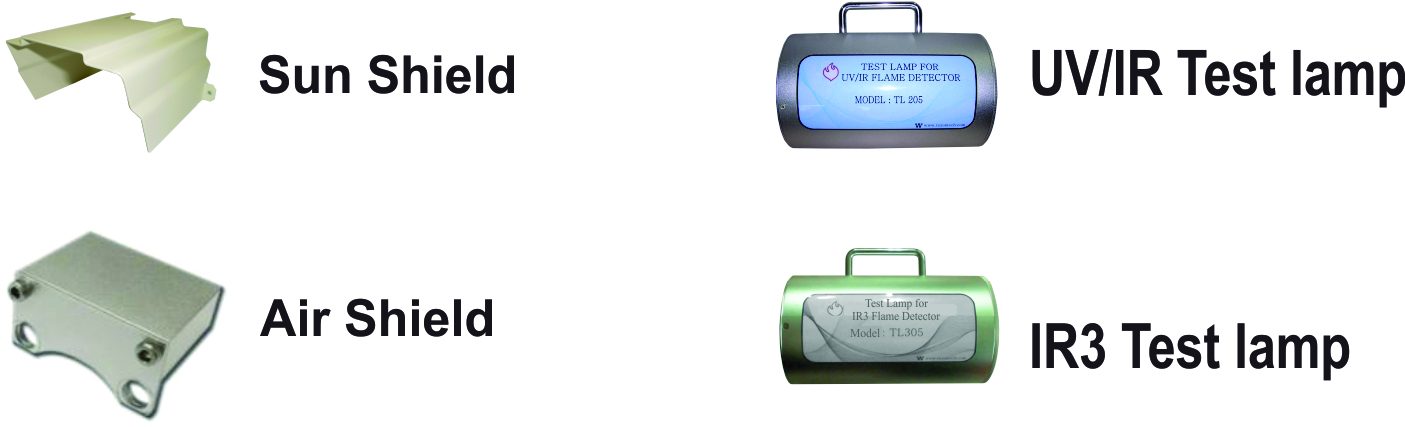 Sun Shield
TEST LAMP FOR
UV/IR FLAME DETECTOR
MODEL : TL 205
UV/IR Test lamp
Air Shield
Test Lamp for
IR3 Flame Detector
Model : TL305
IR3 Test lamp